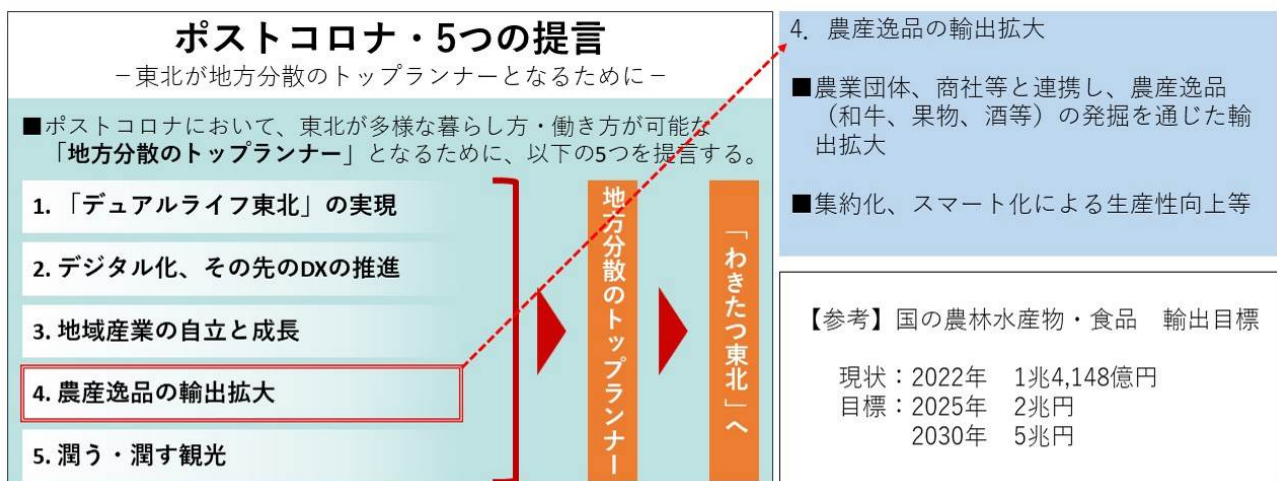 ポストコロナ・5つの提言
－東北が地方分散のトップランナーとなるために－
■ポストコロナにおいて、東北が多様な暮らし方・働き方が可能な
「地方分散のトップランナー」となるために、以下の5つを提言する。
1. 「デュアルライフ東北」の実現
2. デジタル化、その先のDXの推進
3. 地域産業の自立と成長
4. 農産逸品の輸出拡大
5. 潤う・潤す観光
地方分散のトップランナー
「わきたつ東北」へ
4. 農産逸品の輸出拡大
■農業団体、商社等と連携し、農産逸品
（和牛、果物、酒等）の発掘を通じた輸
出拡大
■集約化、スマート化による生産性向上等
【参考】国の農林水産物・食品　輸出目標
現状：2022年　1兆4,148億円
目標：2025年　2兆円
2030年　5兆円